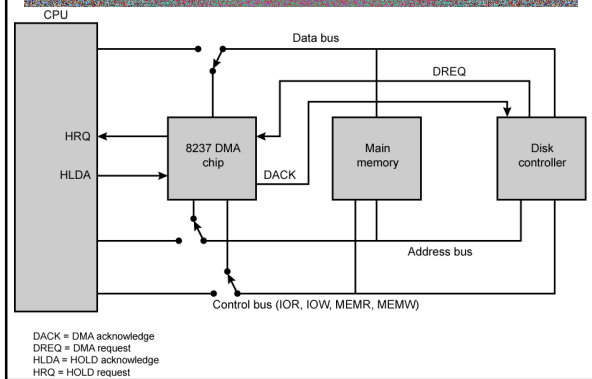 CPU
Data bus
DREQ
HRQ
8237 DMA
chip
Main
memory
Disk
controller
HLDA
DACK
Address bus
Control bus (IOR, IOW, MEMR, MEMW)
DACK = DMA acknowledge
DREQ = DMA request
HLDA = HOLD acknowledge
HRQ = HOLD request